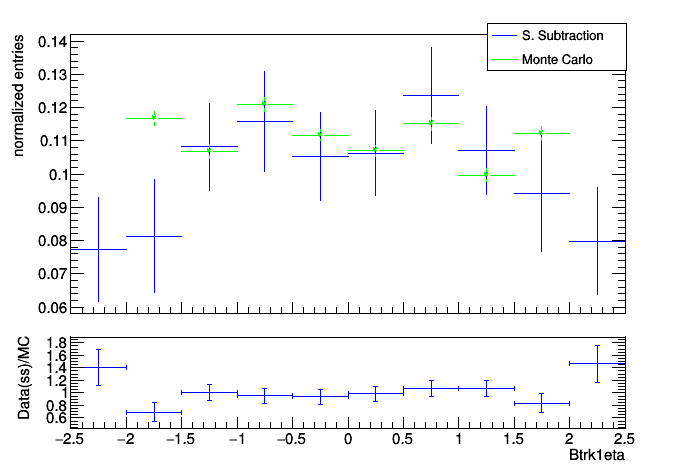 S. Subtraction
Monte Carlo
normalized entries
0.14
0.13
0.12
0.11
0.1
0.09
0.08
0.07
0.06
Data(ss)/MC
1.8
1.6
1.4
1.2
1
0.8
0.6
−2.5 −2 −1.5 −1 −0.5 0 0.5 1 1.5 2 2.5
Btrk1eta